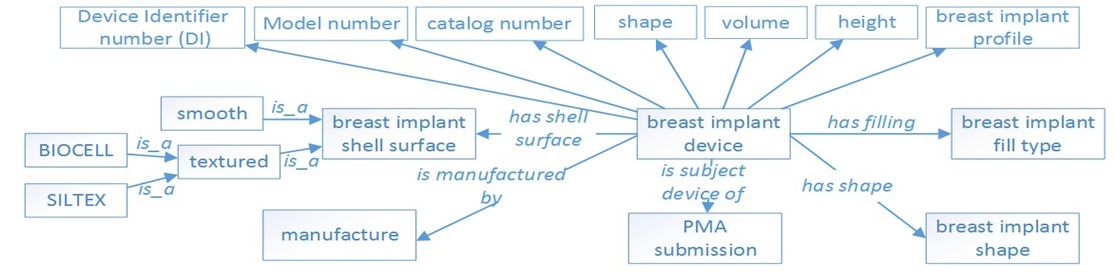 Device Identifier
number (DI)
Model number
catalog number
shape
volume
height
breast implant
profile
smooth
is_a
breast implant
shell surface
has shell
surface
breast implant
device
has filling
breast implant
fill type
BIOCELL
is_a
textured
is_a
SILTEX
is_a
is manufactured
by
is subject
device of
has shape
manufacture
PMA
submission
breast implant
shape